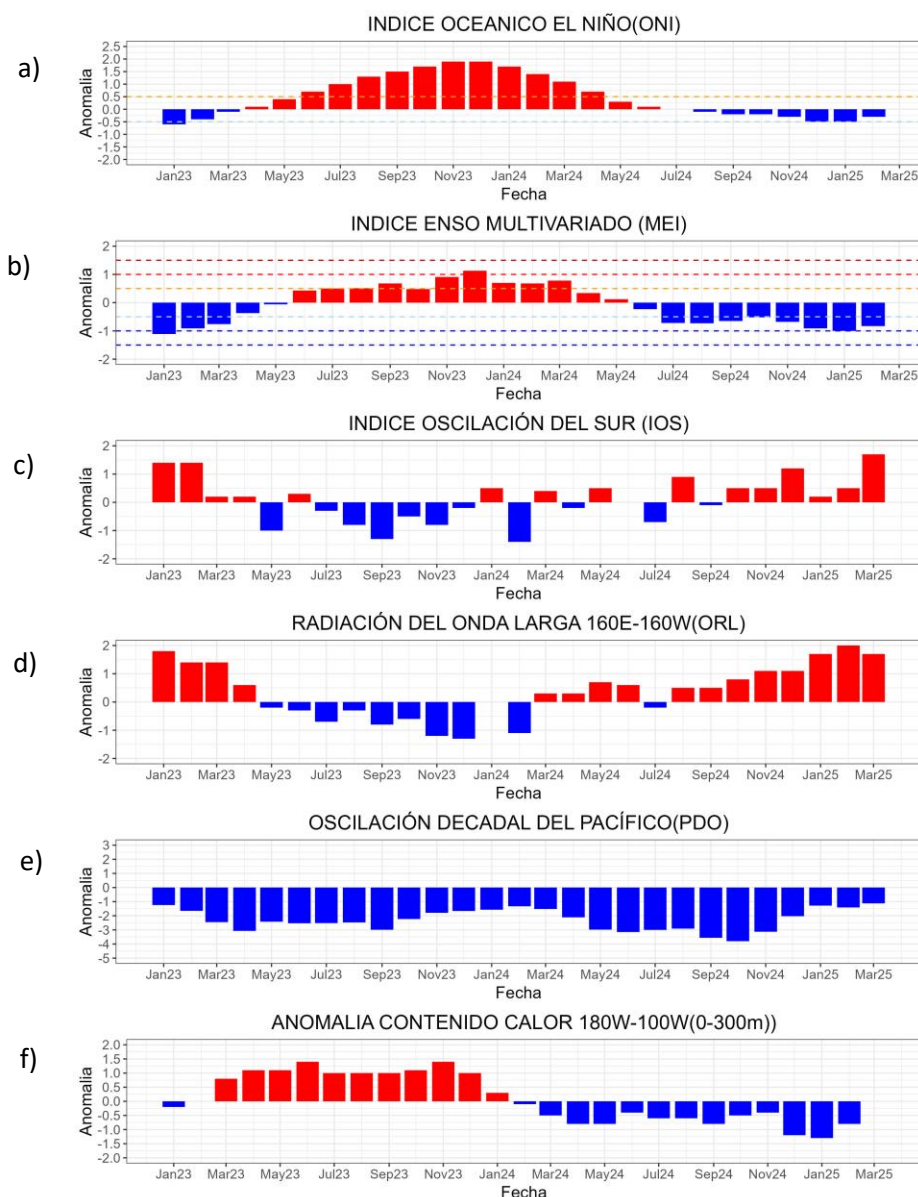 INDICE OCEANICO EL NIÑO(ONI)
a)
Anomalia
2.5
2.0
1.5
1.0
0.5
0.0
-0.5
-1.0
-1.5
-2.0
Jan23 Mar23 May23 Jul23 Sep23 Nov23 Jan24 Mar24 May24 Jul24 Sep24 Nov24 Jan25 Mar25
Fecha
INDICE ENSO MULTIVARIADO (MEI)
b)
Anomalía
2
1
0
-1
-2
Jan23 Mar23 May23 Jul23 Sep23 Nov23 Jan24 Mar24 May24 Jul24 Sep24 Nov24 Jan25 Mar25
Fecha
INDICE OSCILACIÓN DEL SUR (IOS)
c)
Anomalía
2
1
0
-1
-2
Jan23 Mar23 May23 Jul23 Sep23 Nov23 Jan24 Mar24 May24 Jul24 Sep24 Nov24 Jan25 Mar25
Fecha
RADIACIÓN DEL ONDA LARGA 160E-160W(ORL)
d)
Anomalía
2
1
0
-1
-2
Jan23 Mar23 May23 Jul23 Sep23 Nov23 Jan24 Mar24 May24 Jul24 Sep24 Nov24 Jan25 Mar25
Fecha
OSCILACIÓN DECADAL DEL PACÍFICO(PDO)
e)
Anomalia
3
2
1
0
-1
-2
-3
-4
-5
Jan23 Mar23 May23 Jul23 Sep23 Nov23 Jan24 Mar24 May24 Jul24 Sep24 Nov24 Jan25 Mar25
Fecha
ANOMALIA CONTENIDO CALOR 180W-100W(0-300m))
f)
Anomalia
2.0
1.5
1.0
0.5
0.0
-0.5
-1.0
-1.5
-2.0
Jan23 Mar23 May23 Jul23 Sep23 Nov23 Jan24 Mar24 May24 Jul24 Sep24 Nov24 Jan25 Mar25
Fecha